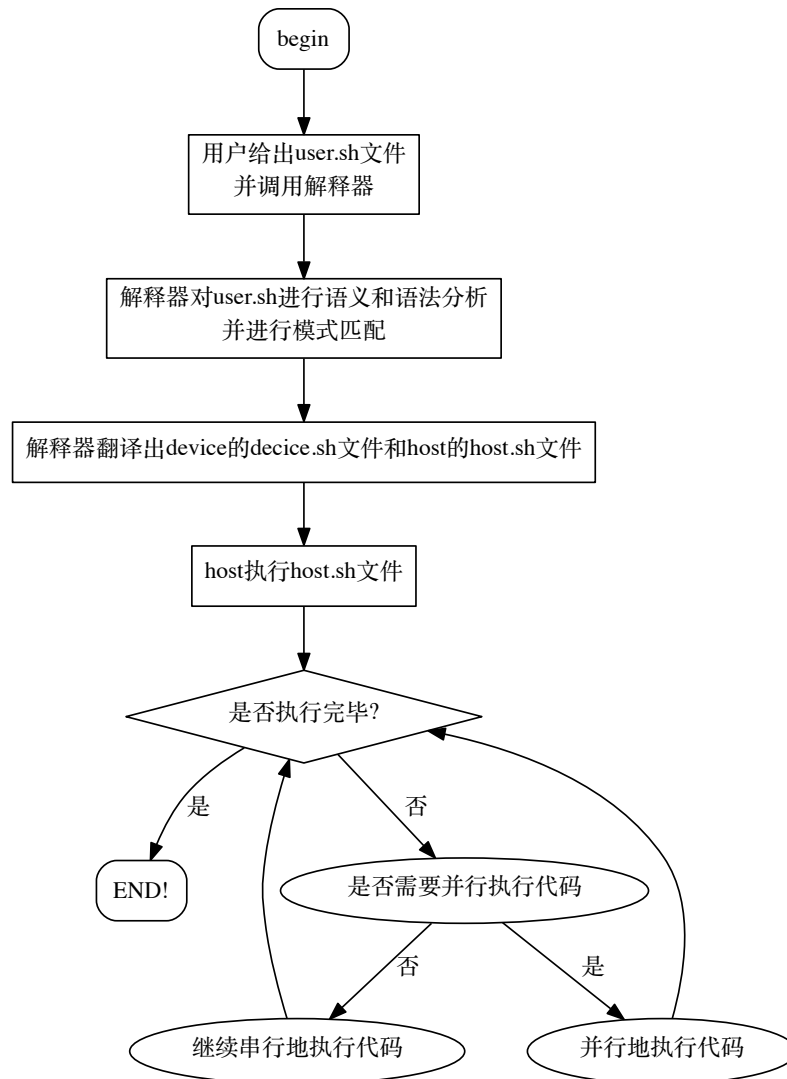 begin
用户给出user.sh文件
并调用解释器
解释器对user.sh进行语义和语法分析
并进行模式匹配
解释器翻译出device的decice.sh文件和host的host.sh文件
host执行host.sh文件
是否执行完毕?
是
否
END!
是否需要并行执行代码
否
是
继续串行地执行代码
并行地执行代码